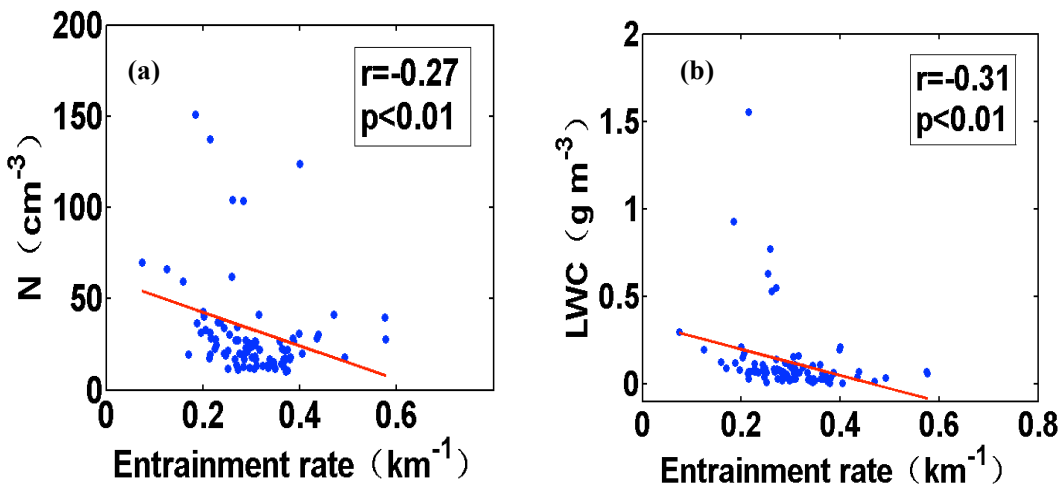 200
150
100
50
0
N（cm⁻³）
(a)
r=-0.27
p<0.01
0 0.2 0.4 0.6
Entrainment rate（km⁻¹）
2
1.5
1
0.5
0
LWC（g m⁻³）
(b)
r=-0.31
p<0.01
0 0.2 0.4 0.6 0.8
Entrainment rate（km⁻¹）